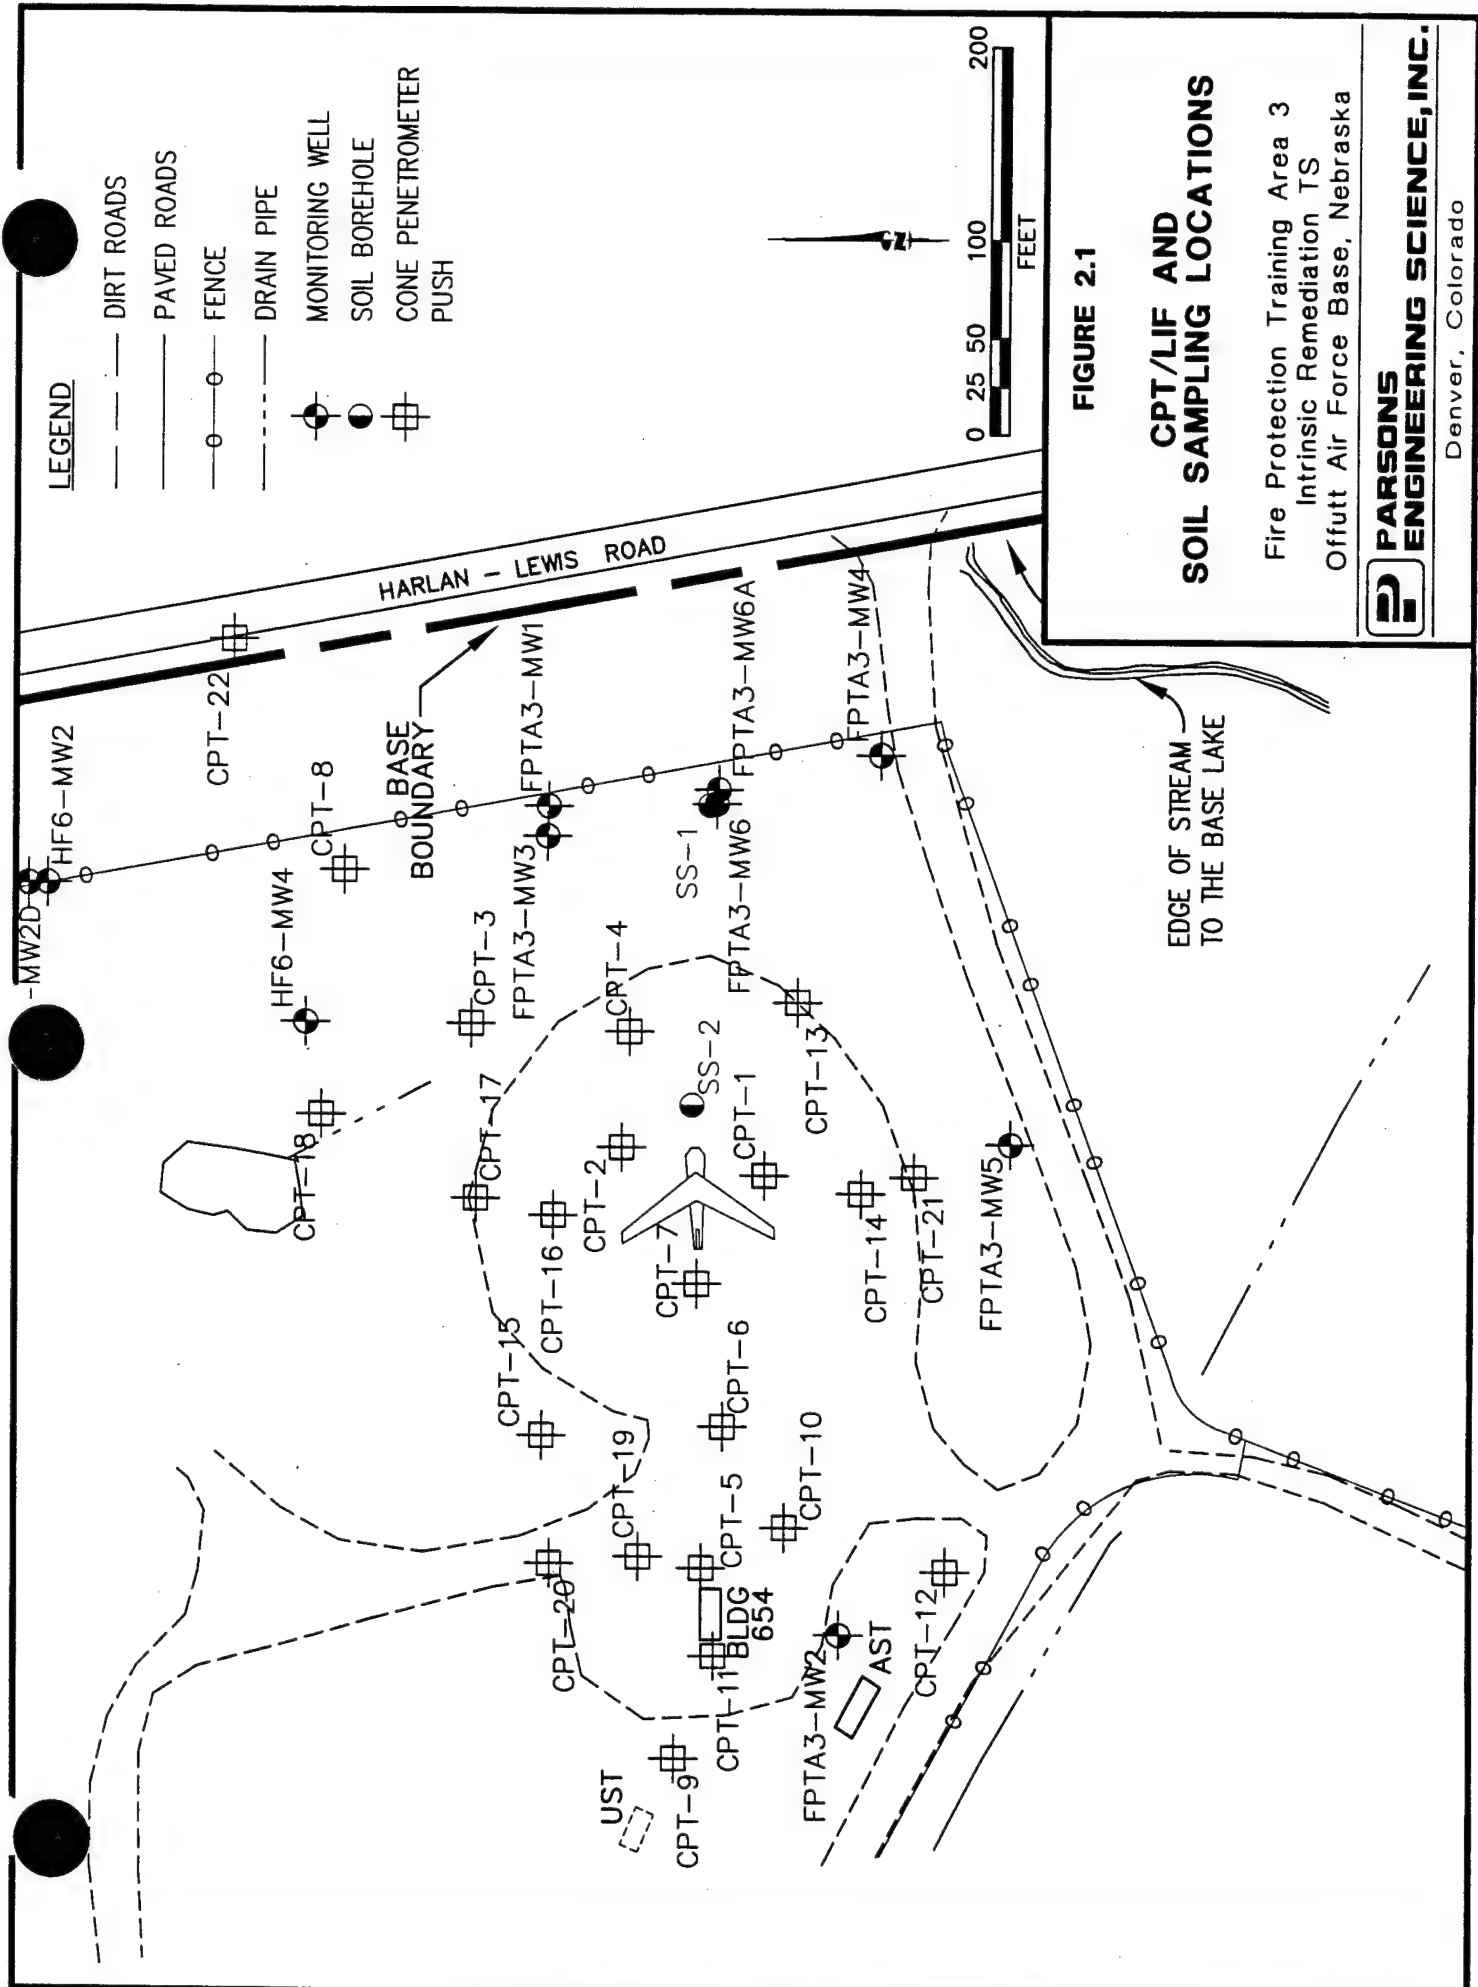 -MW2D
HF6-MW2
CPT-22
HF6-MW4
CPT-8
CPT-18
HARLAN - LEWIS ROAD
BASE
BOUNDARY
CPT-3
FPTA3-MW3
FPTA3-MW1
CPT-17
CPT-15
CPT-16
CPT-2
CPT-4
SS-1
FPTA3-MW6
FPTA3-MW6A
SS-2
CPT-7
CPT-1
CPT-20
CPT-19
CPT-6
CPT-13
FPTA3-MW4
UST
CPT-9
CPT-11
BLDG
654
CPT-5
CPT-10
CPT-14
CPT-21
FPTA3-MW2
AST
CPT-12
FPTA3-MW5
EDGE OF STREAM
TO THE BASE LAKE
LEGEND
DIRT ROADS
PAVED ROADS
FENCE
DRAIN PIPE
MONITORING WELL
SOIL BOREHOLE
CONE PENETROMETER
PUSH
0 25 50 100 200
FEET
FIGURE 2.1
CPT/LIF AND
SOIL SAMPLING LOCATIONS
Fire Protection Training Area 3
Intrinsic Remediation TS
Offutt Air Force Base, Nebraska
PARSONS
ENGINEERING SCIENCE, INC.
Denver, Colorado